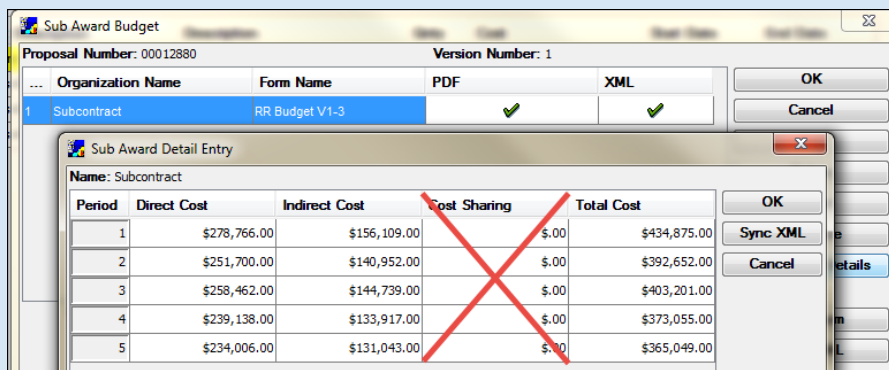 Sub Award Budget
Proposal Number: 00012880 Version Number: 1
... Organization Name Form Name PDF XML
1 Subcontract RR Budget V1-3
OK
Cancel
Sub Award Detail Entry
Name: Subcontract
Period Direct Cost Indirect Cost Cost Sharing Total Cost
1 $278,766.00 $156,109.00 $.00 $434,875.00
2 $251,700.00 $140,952.00 $.00 $392,652.00
3 $258,462.00 $144,739.00 $.00 $403,201.00
4 $239,138.00 $133,917.00 $.00 $373,055.00
5 $234,006.00 $131,043.00 $.00 $365,049.00
OK
Sync XML
Cancel
etails